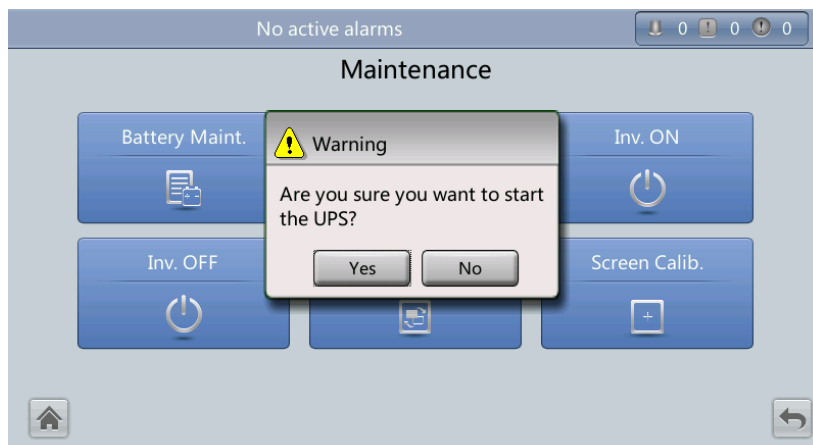 No active alarms
0 0 0
Maintenance
Battery Maint.
Inv. ON
Warning
Are you sure you want to start
the UPS?
Yes No
Inv. OFF
Screen Calib.